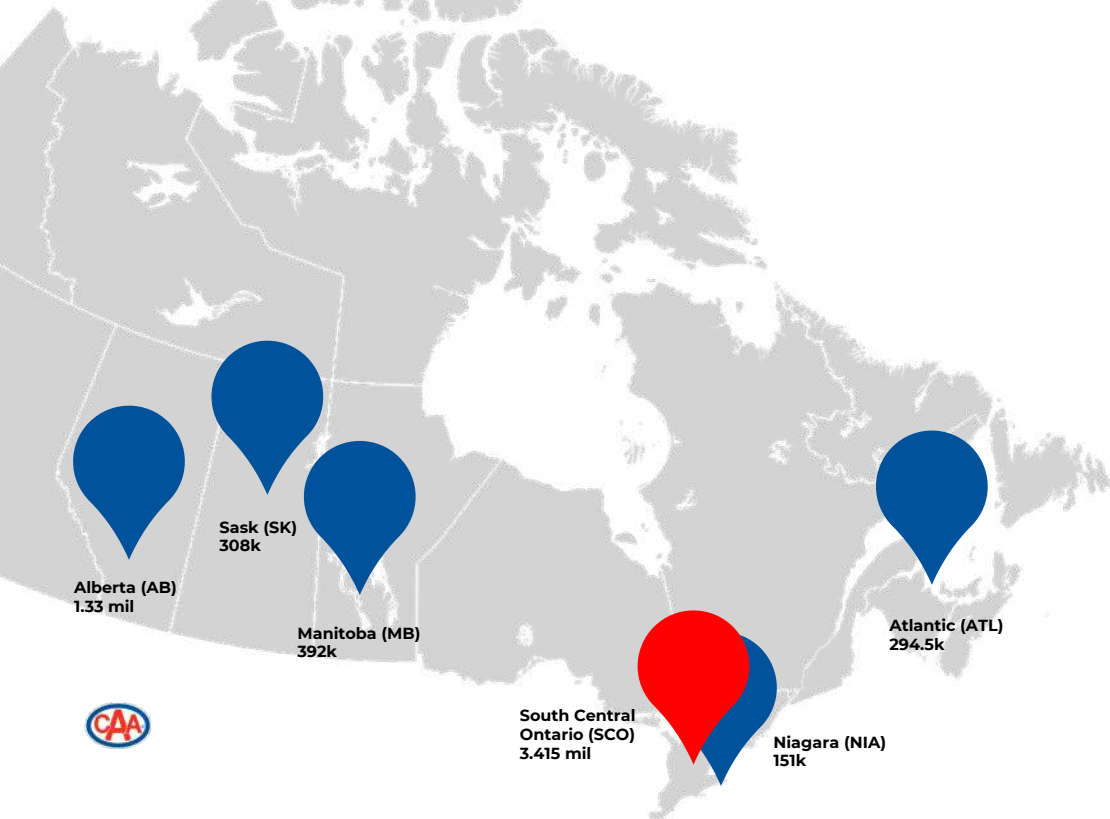 Sask (SK)
308k
Alberta (AB)
1.33 mil
Manitoba (MB)
392k
Atlantic (ATL)
294.5k
South Central
Ontario (SCO)
3.415 mil
Niagara (NIA)
151k
CAA